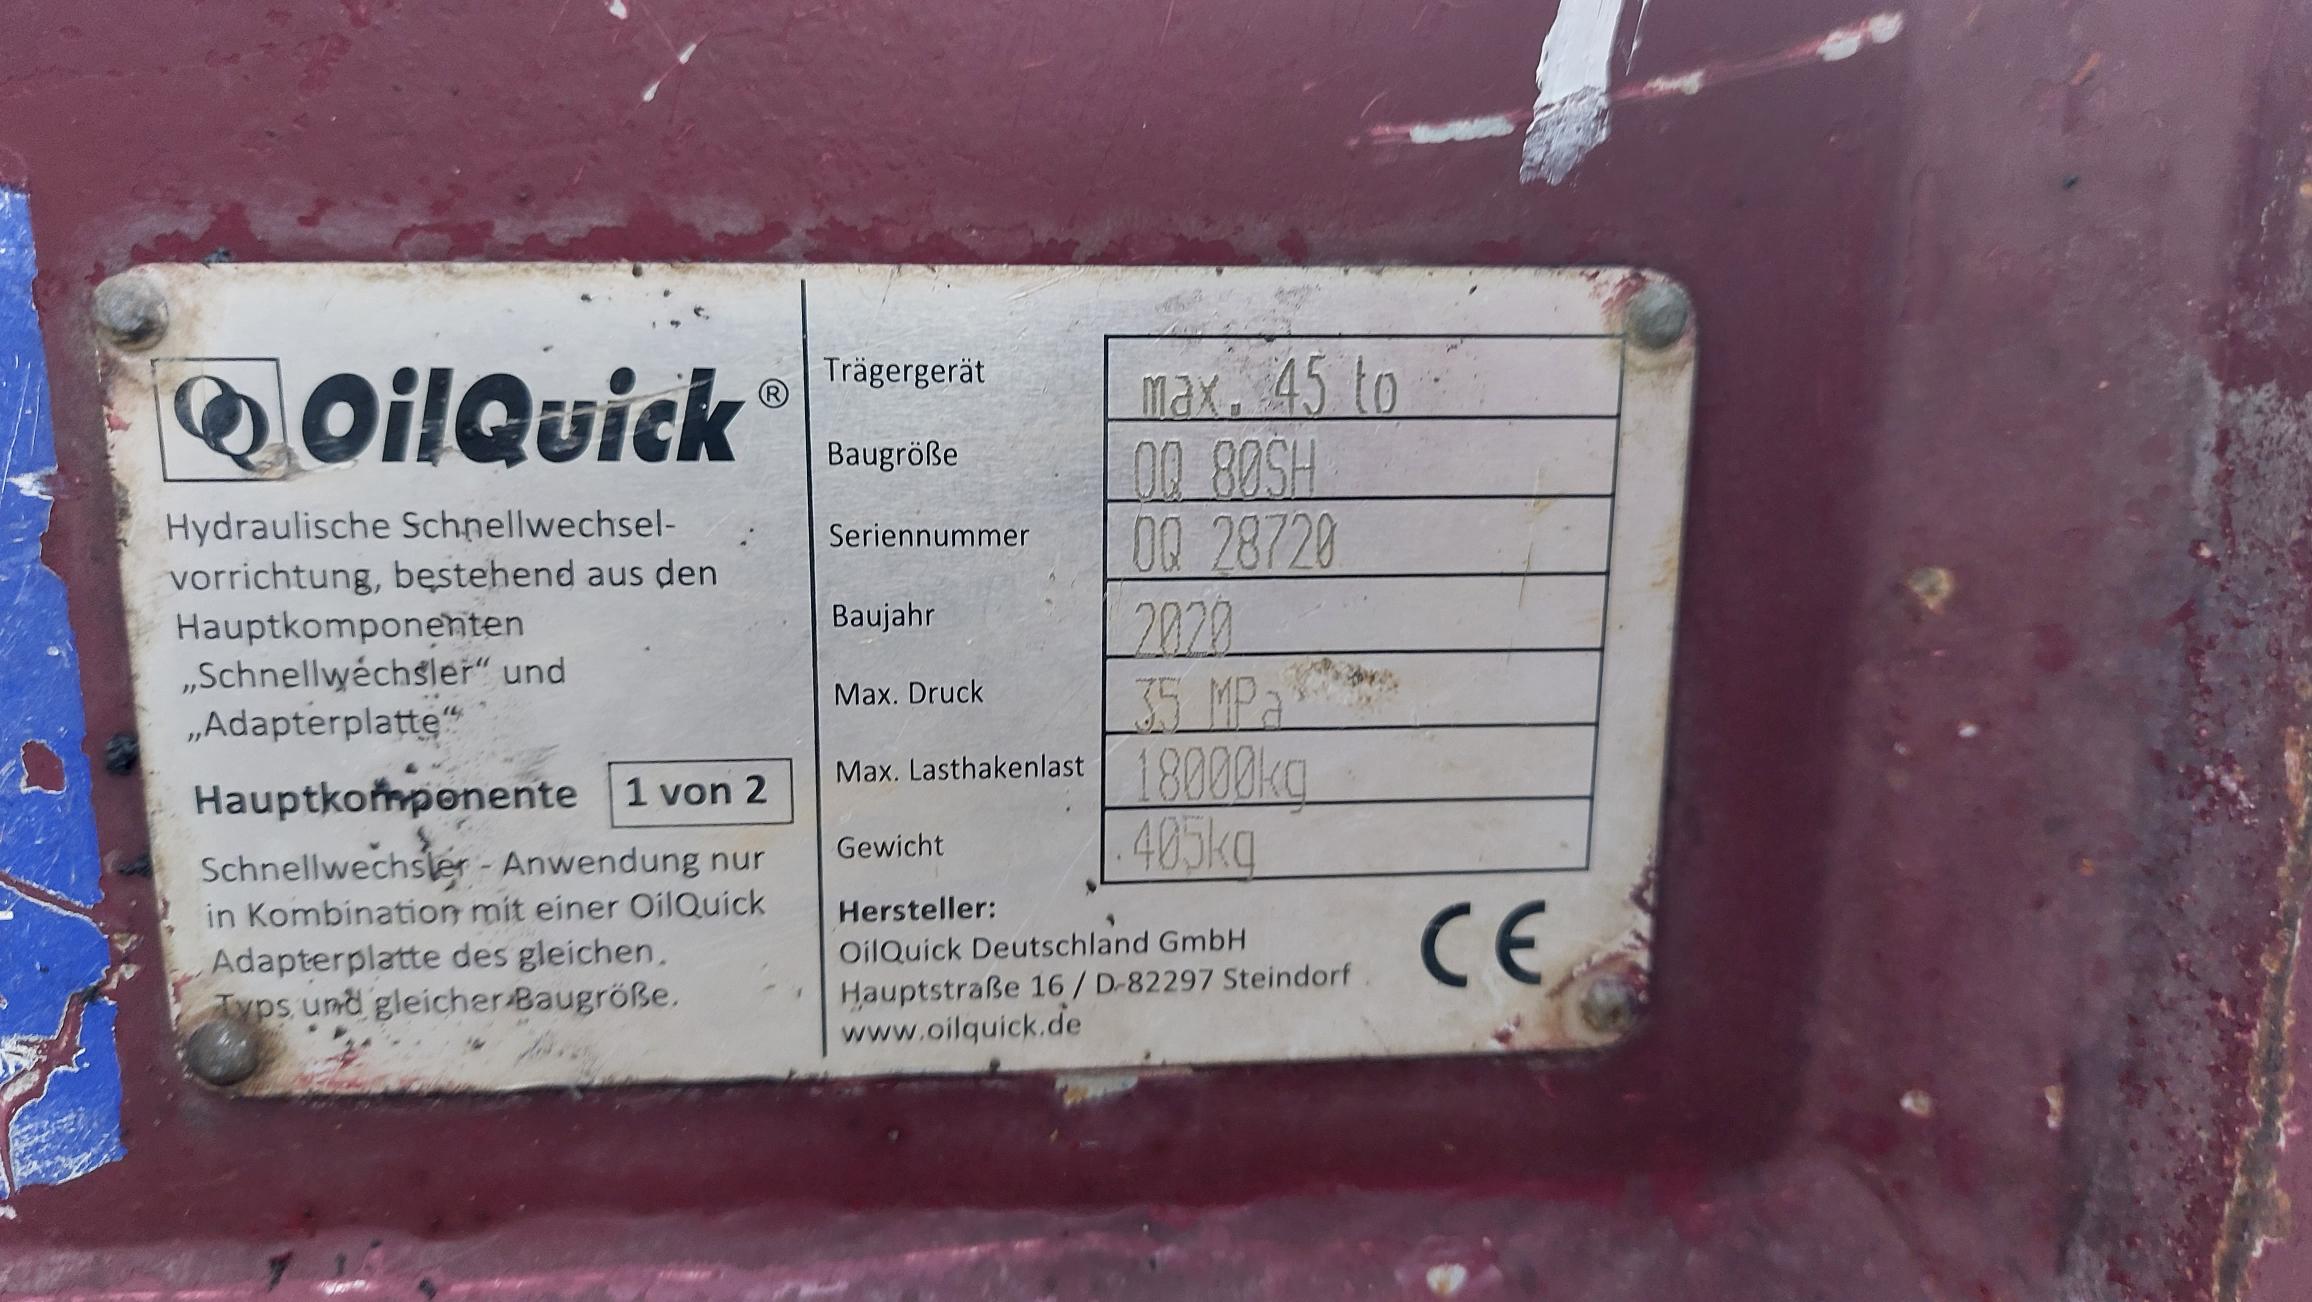 OilQuick®
Hydraulische Schnellwechsel-
vorrichtung, bestehend aus den
Hauptkomponenten
„Schnellwechsler“ und
„Adapterplatte“
Hauptkomponente 1 von 2
Schnellwechsler - Anwendung nur
in Kombination mit einer OilQuick
Adapterplatte des gleichen
Typs und gleicher Baugröße.
Trägergerät max. 45 to
Baugröße OQ 80SH
Seriennummer OQ 28720
Baujahr 2020
Max. Druck 35 MPa
Max. Lasthakenlast 18000kg
Gewicht 405kg
Hersteller:
OilQuick Deutschland GmbH
Hauptstraße 16 / D-82297 Steindorf
www.oilquick.de
CE